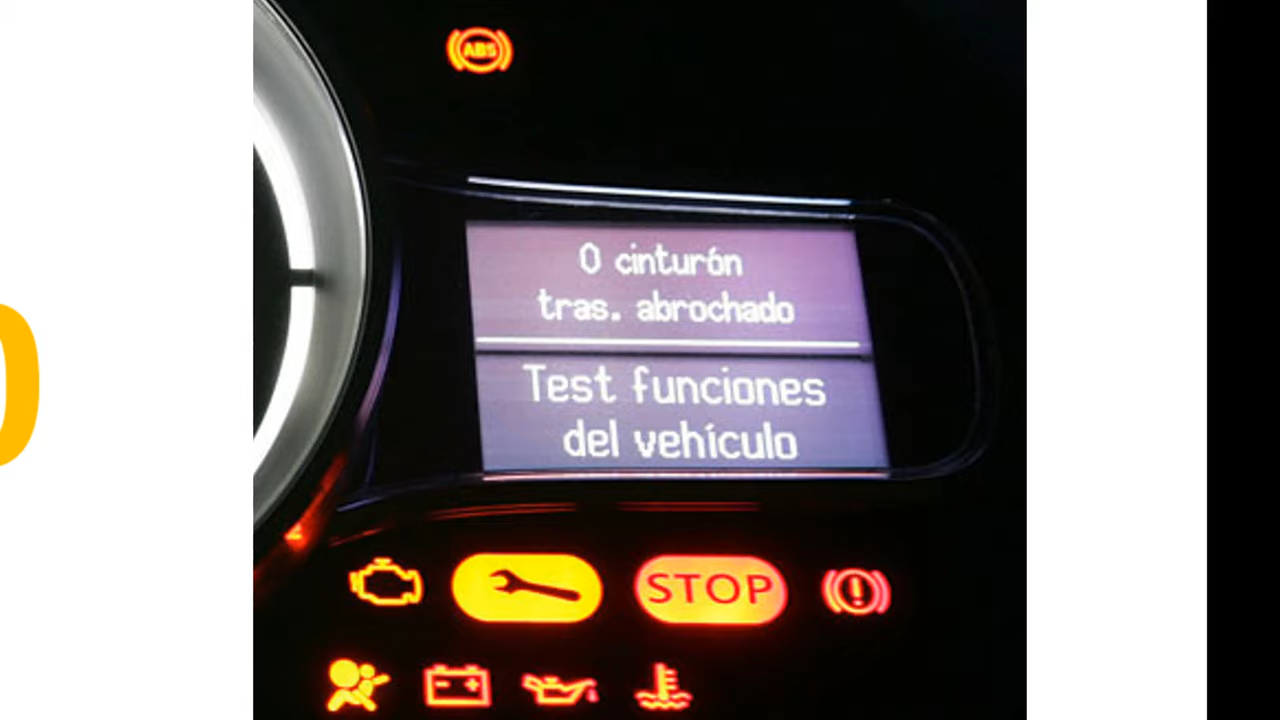 ABS
0 cinturón
tras. abrochado
Test funciones
del vehículo
STOP